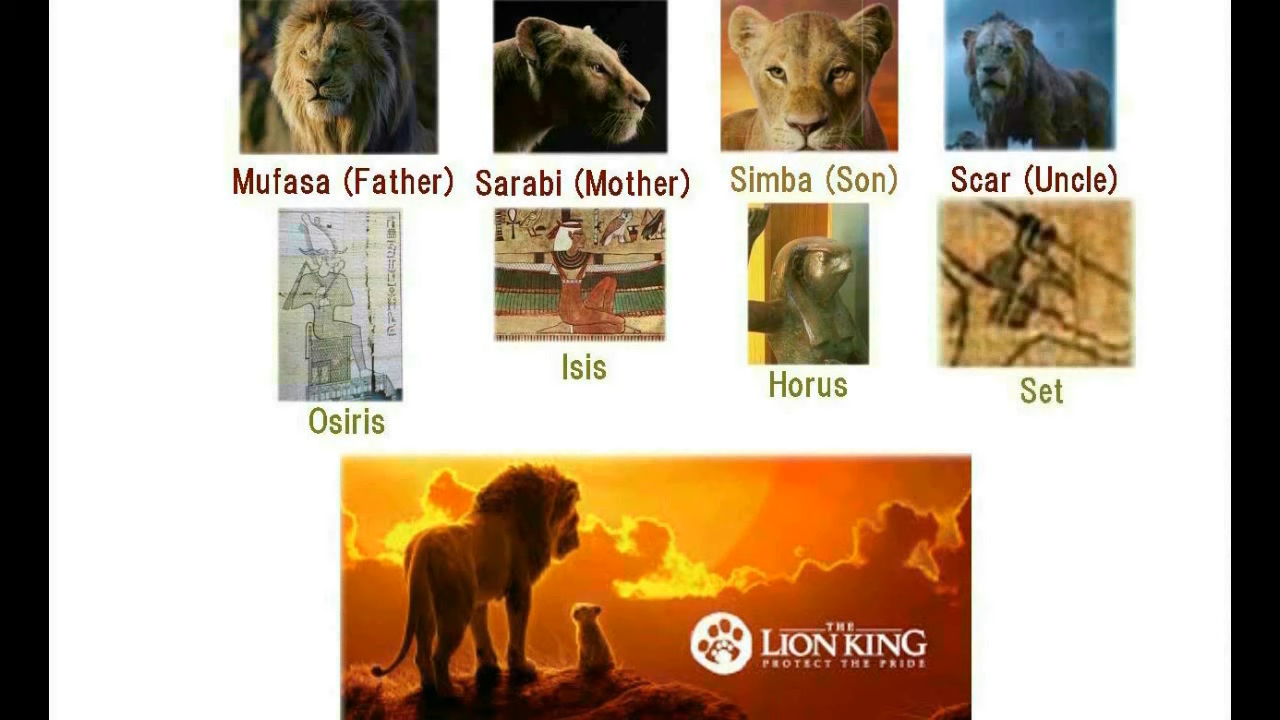 Mufasa (Father)
Sarabi (Mother)
Simba (Son)
Scar (Uncle)
Osiris
Isis
Horus
Set
THE
LION KING
PROTECT THE PRIDE